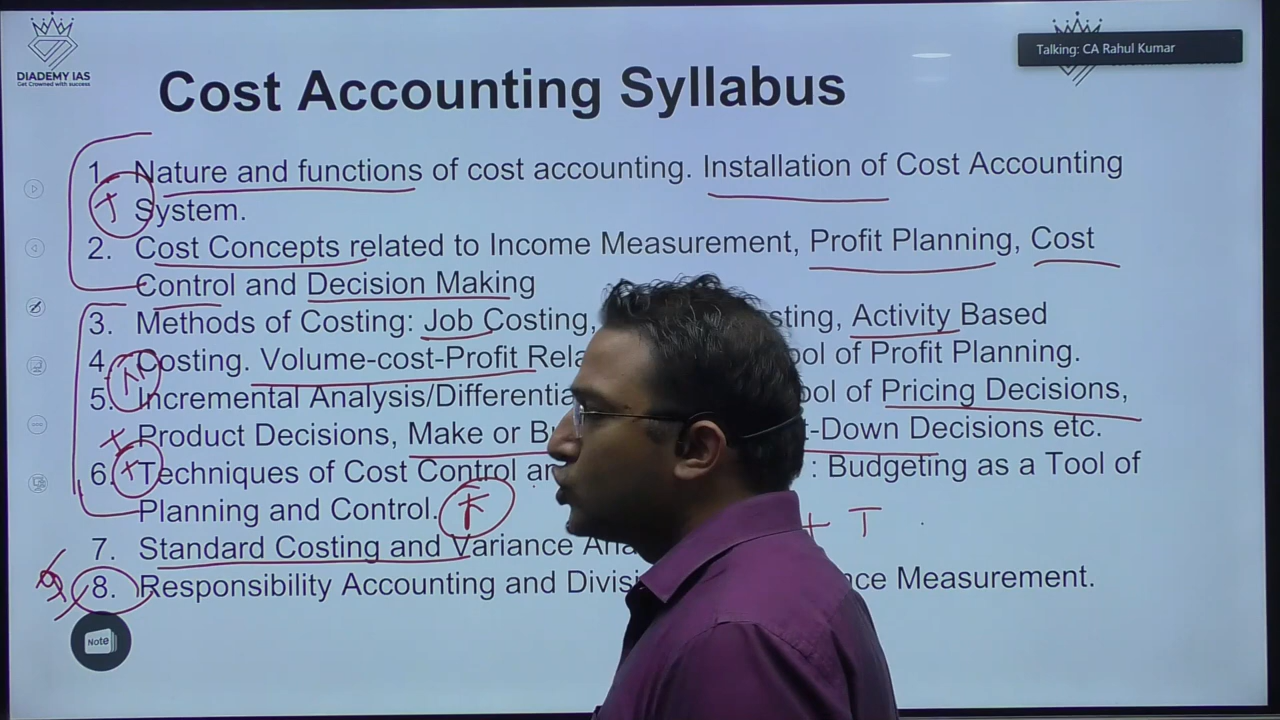 DIADEMY IAS
Get Crowned with success
Talking: CA Rahul Kumar
Cost Accounting Syllabus
1. Nature and functions of cost accounting. Installation of Cost Accounting
System.
2. Cost Concepts related to Income Measurement, Profit Planning, Cost
Control and Decision Making
3. Methods of Costing: Job Costing, sting, Activity Based
4. Costing. Volume-cost-Profit Rela ol of Profit Planning.
5. Incremental Analysis/Differentia ool of Pricing Decisions,
Product Decisions, Make or B -Down Decisions etc.
6. Techniques of Cost Control an : Budgeting as a Tool of
Planning and Control.
+ T
7. Standard Costing and Variance Ana
8. Responsibility Accounting and Divisi nce Measurement.
Note